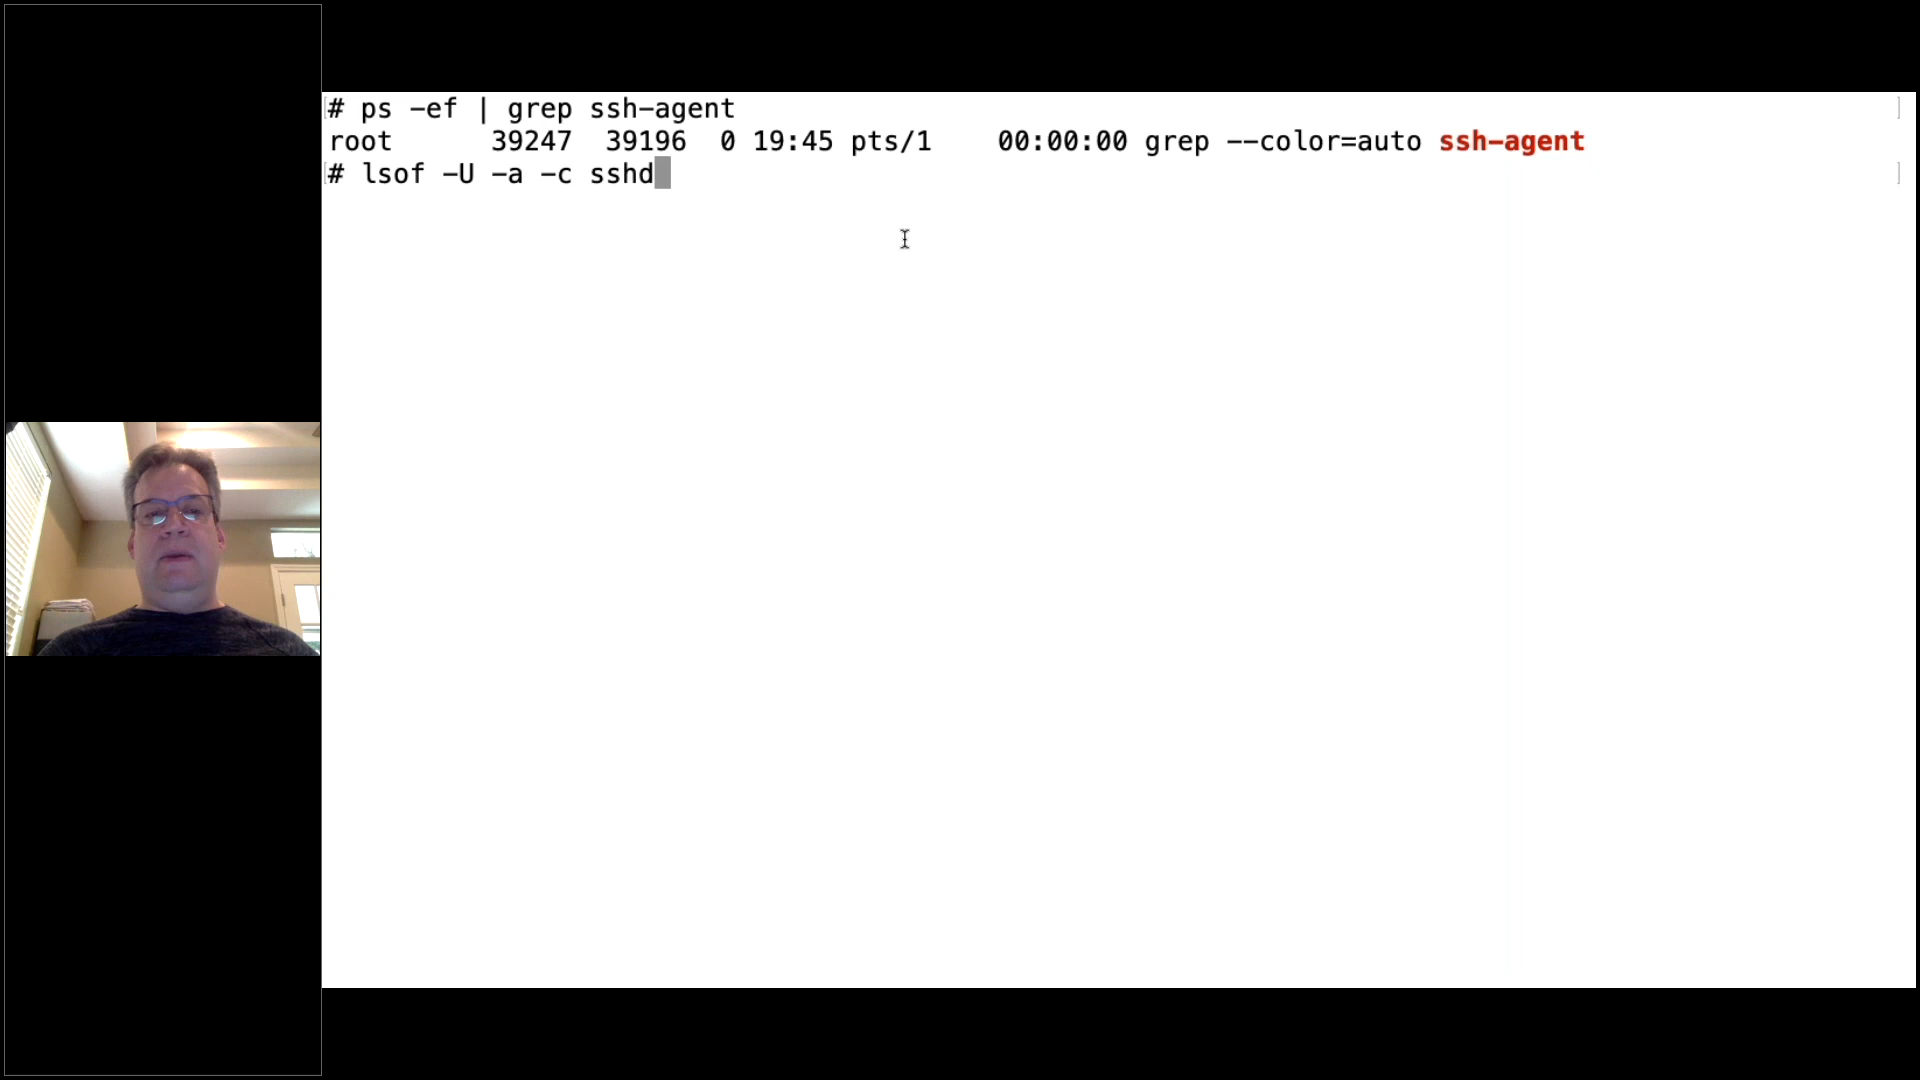 # ps -ef | grep ssh-agent
root      39247  39196  0 19:45 pts/1    00:00:00 grep --color=auto ssh-agent
# lsof -U -a -c sshd